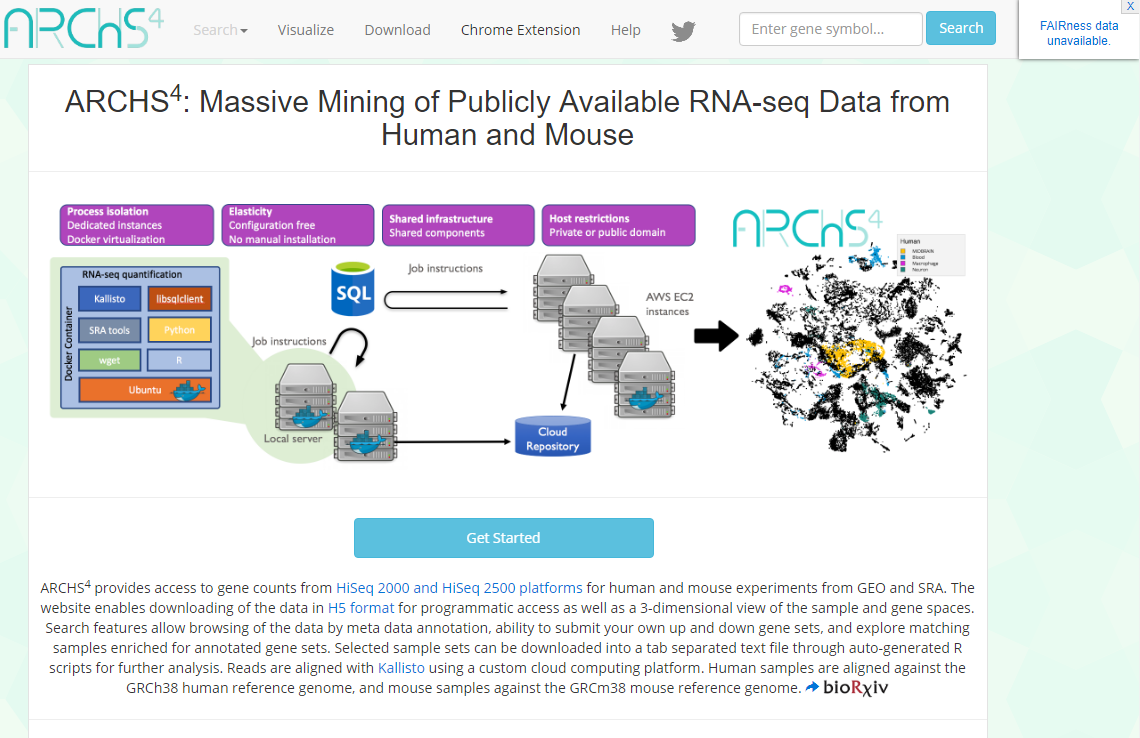 ARCHS4
Search
Visualize
Download
Chrome Extension
Help
Enter gene symbol...
Search
X
FAIRness data
unavailable.
ARCHS4: Massive Mining of Publicly Available RNA-seq Data from
Human and Mouse
Process isolation
Dedicated instances
Docker virtualization
Elasticity
Configuration free
No manual installation
Shared infrastructure
Shared components
Host restrictions
Private or public domain
RNA-seq quantification
Docker Container
Kallisto
libsqlclient
SRA tools
Python
wget
R
Ubuntu
SQL
Job instructions
Job instructions
Local server
AWS EC2
instances
Cloud
Repository
ARCHS4
Human
MIDBRAIN
Blood
Macrophage
Neuron
Get Started
ARCHS4 provides access to gene counts from HiSeq 2000 and HiSeq 2500 platforms for human and mouse experiments from GEO and SRA. The
website enables downloading of the data in H5 format for programmatic access as well as a 3-dimensional view of the sample and gene spaces.
Search features allow browsing of the data by meta data annotation, ability to submit your own up and down gene sets, and explore matching
samples enriched for annotated gene sets. Selected sample sets can be downloaded into a tab separated text file through auto-generated R
scripts for further analysis. Reads are aligned with Kallisto using a custom cloud computing platform. Human samples are aligned against the
GRCh38 human reference genome, and mouse samples against the GRCm38 mouse reference genome. bioRxiv